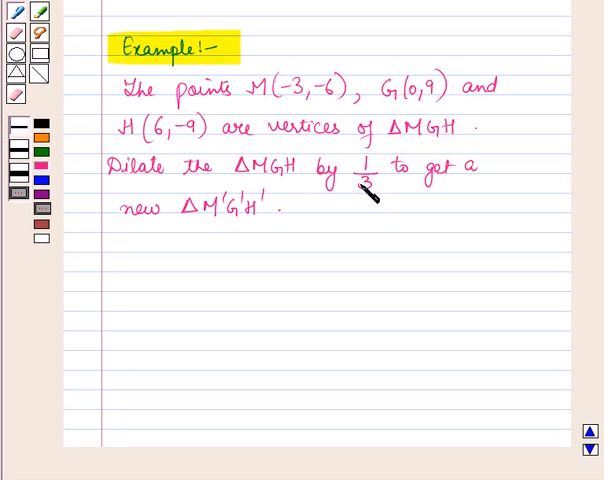 Example:-
The points M(-3,-6), G(0,9) and
H(6,-9) are vertices of ΔMGH.
Dilate the ΔMGH by 1/3 to get a
new ΔM'G'H'.